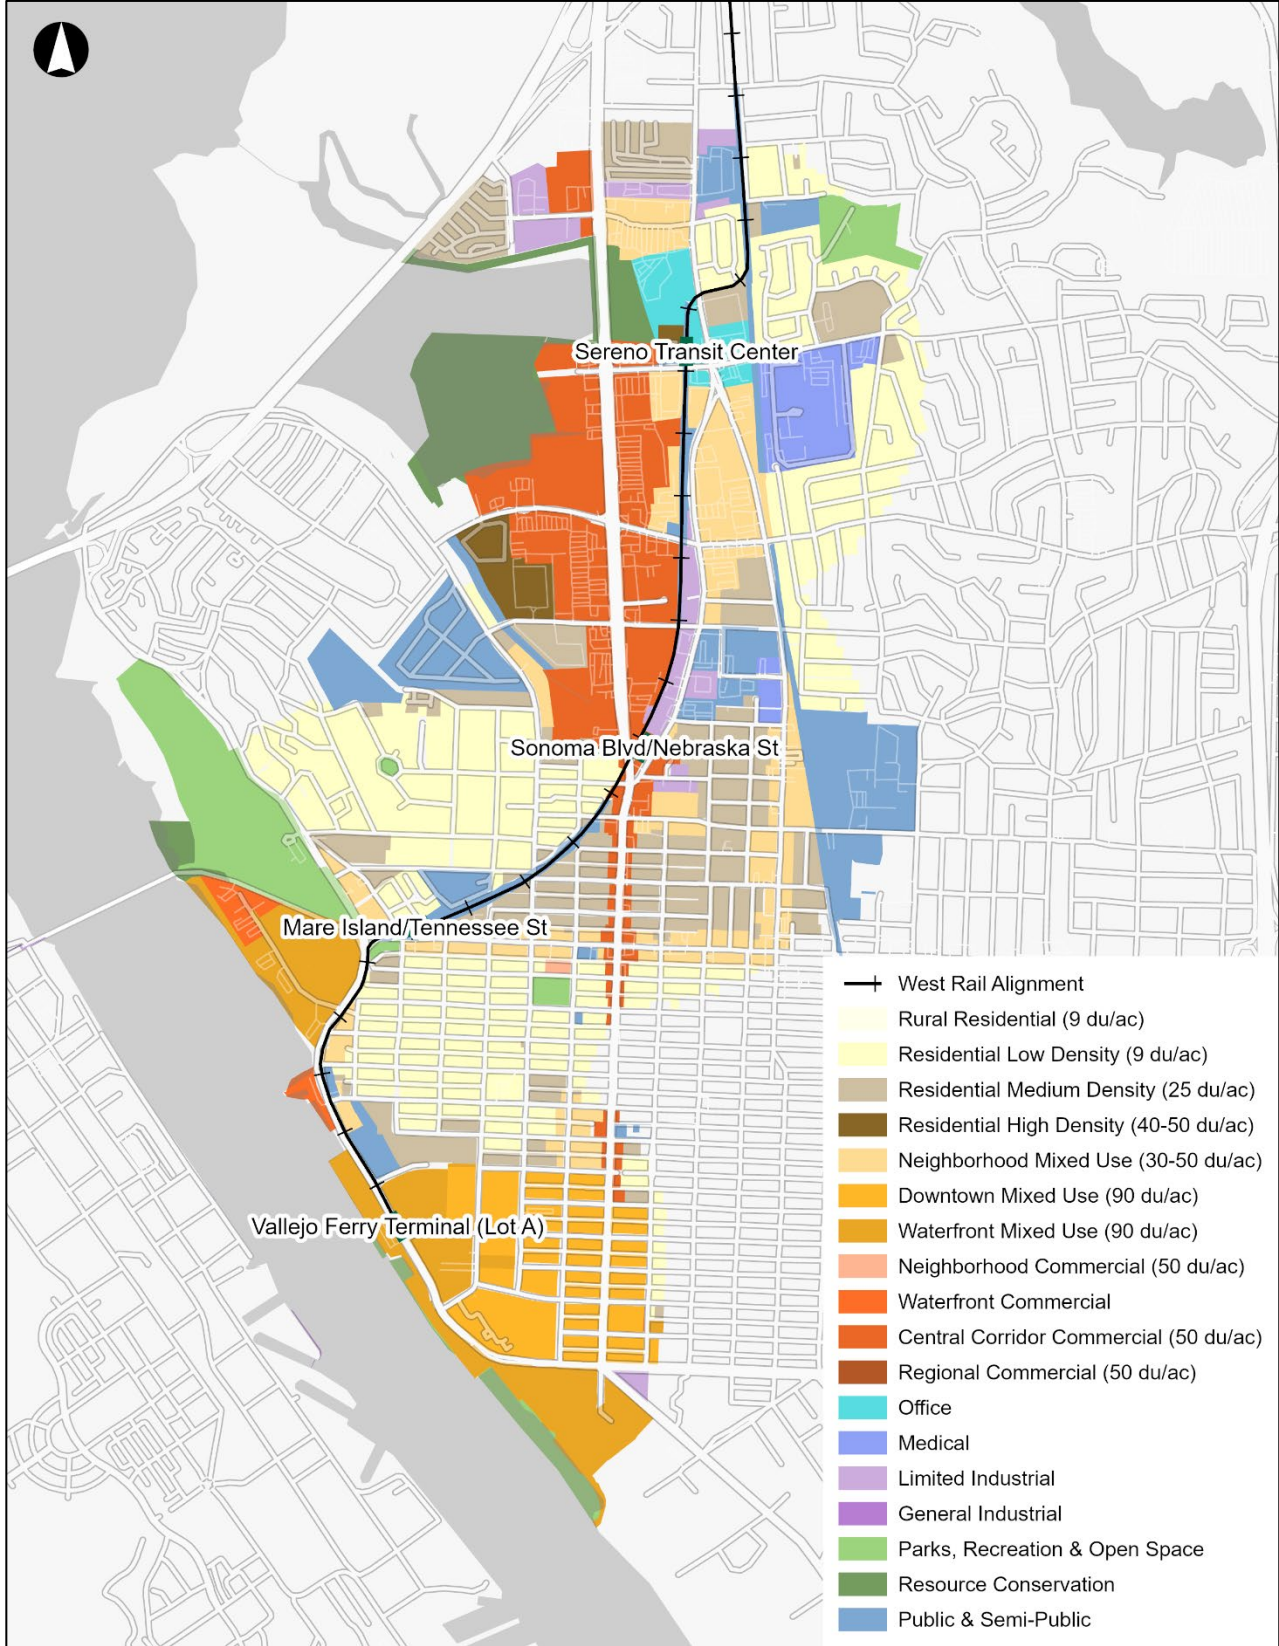 Sereno Transit Center
Sonoma Blvd/Nebraska St
Mare Island/Tennessee St
Vallejo Ferry Terminal (Lot A)
West Rail Alignment
Rural Residential (9 du/ac)
Residential Low Density (9 du/ac)
Residential Medium Density (25 du/ac)
Residential High Density (40-50 du/ac)
Neighborhood Mixed Use (30-50 du/ac)
Downtown Mixed Use (90 du/ac)
Waterfront Mixed Use (90 du/ac)
Neighborhood Commercial (50 du/ac)
Waterfront Commercial
Central Corridor Commercial (50 du/ac)
Regional Commercial (50 du/ac)
Office
Medical
Limited Industrial
General Industrial
Parks, Recreation & Open Space
Resource Conservation
Public & Semi-Public